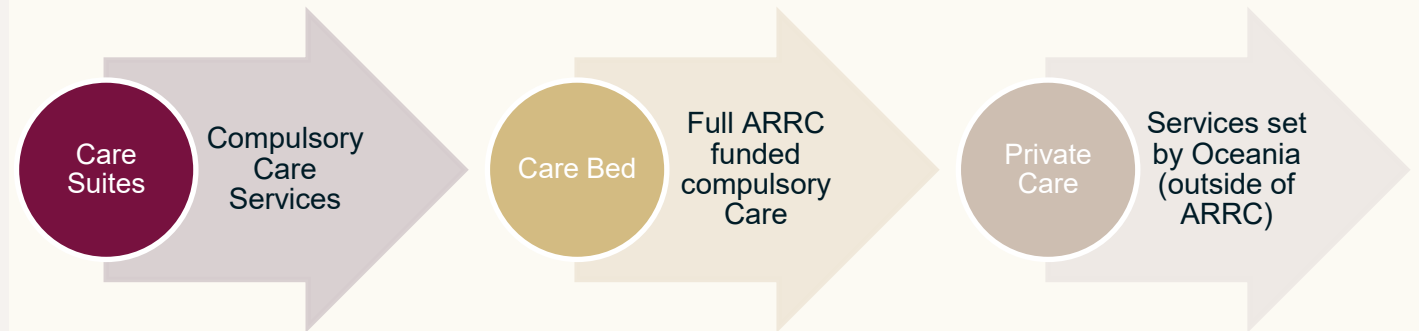 Care
Suites
Compulsory
Care
Services
Care Bed
Full ARRC
funded
compulsory
Care
Private
Care
Services set
by Oceania
(outside of
ARRC)